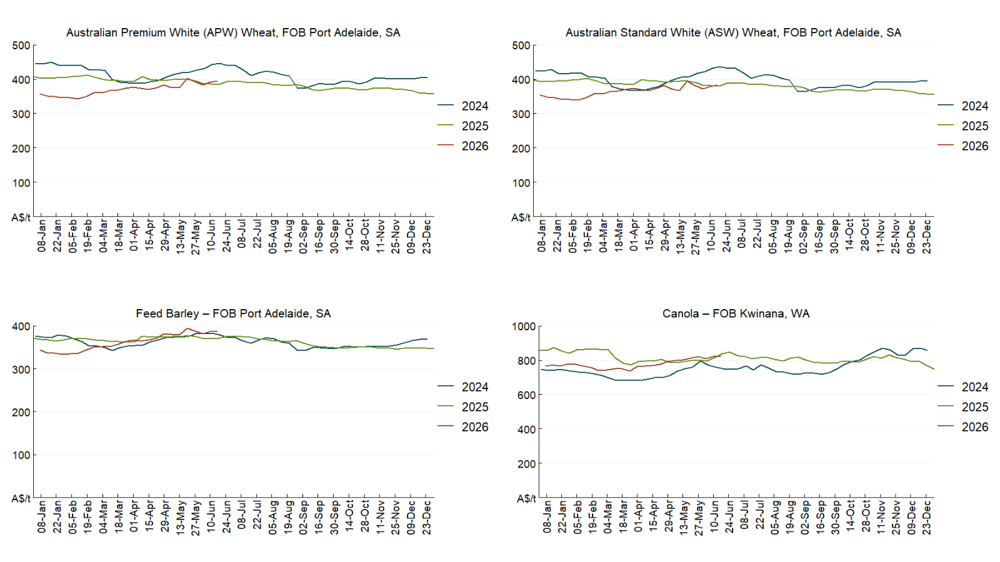 Australian Premium White (APW) Wheat, FOB Port Adelaide, SA
500
400
300
200
100
A$/t
08-Jan
22-Jan
05-Feb
19-Feb
04-Mar
18-Mar
01-Apr
15-Apr
29-Apr
13-May
27-May
10-Jun
24-Jun
08-Jul
22-Jul
05-Aug
19-Aug
02-Sep
16-Sep
30-Sep
14-Oct
28-Oct
11-Nov
25-Nov
09-Dec
23-Dec
2024
2025
2026
Australian Standard White (ASW) Wheat, FOB Port Adelaide, SA
500
400
300
200
100
A$/t
08-Jan
22-Jan
05-Feb
19-Feb
04-Mar
18-Mar
01-Apr
15-Apr
29-Apr
13-May
27-May
10-Jun
24-Jun
08-Jul
22-Jul
05-Aug
19-Aug
02-Sep
16-Sep
30-Sep
14-Oct
28-Oct
11-Nov
25-Nov
09-Dec
23-Dec
2024
2025
2026
Feed Barley – FOB Port Adelaide, SA
400
300
200
100
A$/t
08-Jan
22-Jan
05-Feb
19-Feb
04-Mar
18-Mar
01-Apr
15-Apr
29-Apr
13-May
27-May
10-Jun
24-Jun
08-Jul
22-Jul
05-Aug
19-Aug
02-Sep
16-Sep
30-Sep
14-Oct
28-Oct
11-Nov
25-Nov
09-Dec
23-Dec
2024
2025
2026
Canola – FOB Kwinana, WA
1000
800
600
400
200
A$/t
08-Jan
22-Jan
05-Feb
19-Feb
04-Mar
18-Mar
01-Apr
15-Apr
29-Apr
13-May
27-May
10-Jun
24-Jun
08-Jul
22-Jul
05-Aug
19-Aug
02-Sep
16-Sep
30-Sep
14-Oct
28-Oct
11-Nov
25-Nov
09-Dec
23-Dec
2024
2025
2026